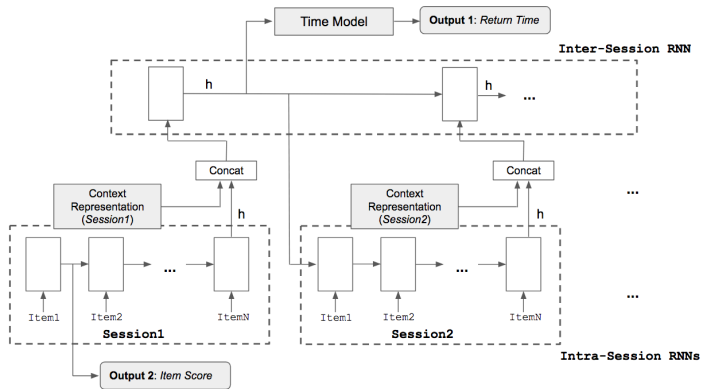 Time Model
Output 1: Return Time
Inter-Session RNN
h
h
...
Concat
Concat
Context
Representation
(Session1)
Context
Representation
(Session2)
...
h
h
...
...
...
Item1
Item2
ItemN
Item1
Item2
ItemN
Session1
Session2
Intra-Session RNNs
Output 2: Item Score